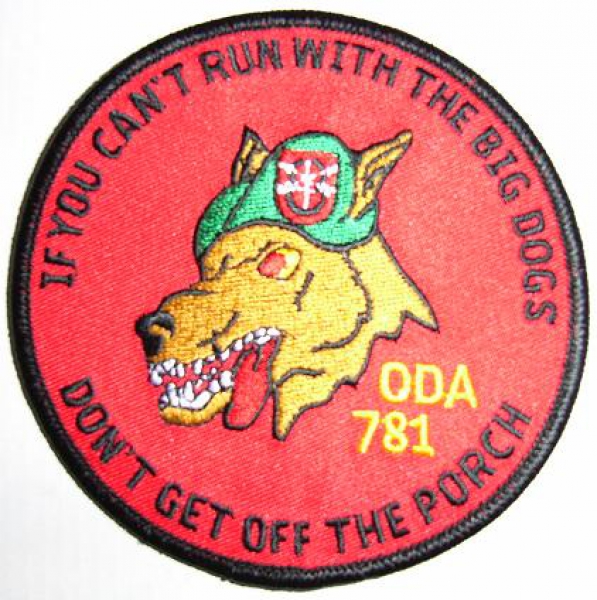 IF YOU CAN'T RUN WITH THE BIG DOGS
ODA
781
DON'T GET OFF THE PORCH